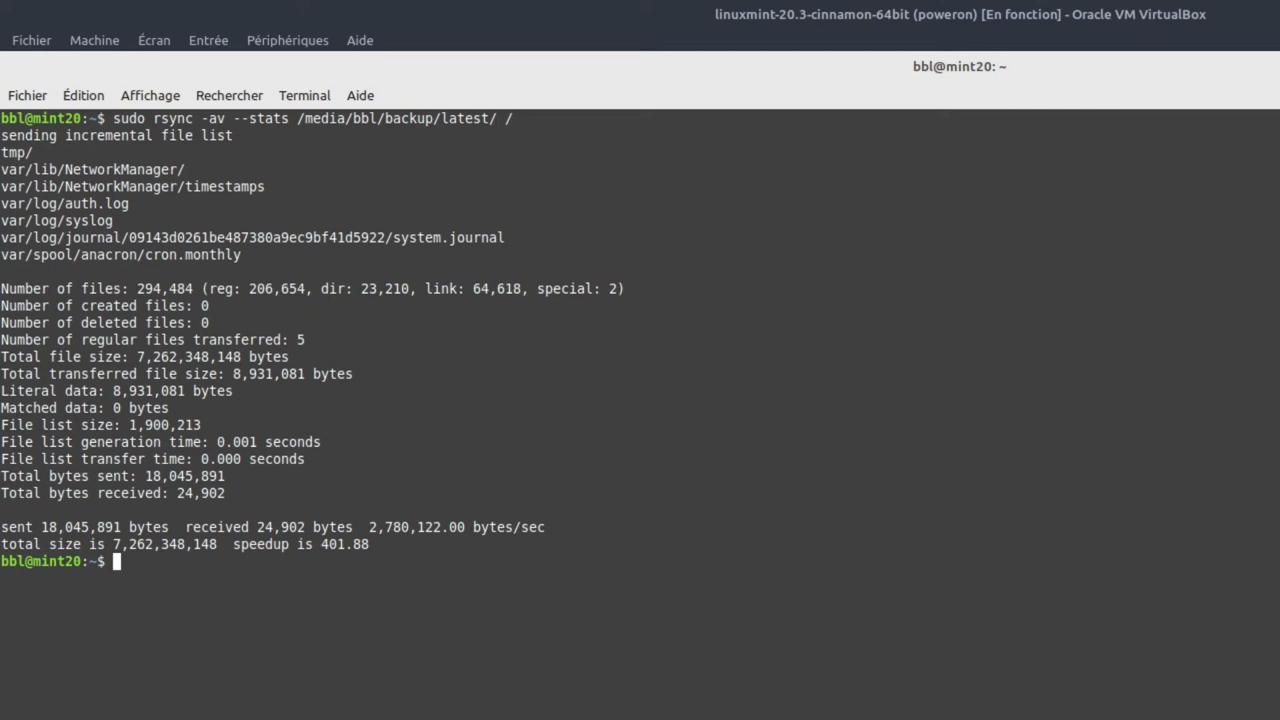 linuxmint-20.3-cinnamon-64bit (poweron) [En fonction] - Oracle VM VirtualBox
Fichier Machine Écran Entrée Périphériques Aide
bbl@mint20: ~
Fichier Édition Affichage Rechercher Terminal Aide
bbl@mint20:~$ sudo rsync -av --stats /media/bbl/backup/latest/ /
sending incremental file list
tmp/
var/lib/NetworkManager/
var/lib/NetworkManager/timestamps
var/log/auth.log
var/log/syslog
var/log/journal/09143d0261be487380a9ec9bf41d5922/system.journal
var/spool/anacron/cron.monthly
Number of files: 294,484 (reg: 206,654, dir: 23,210, link: 64,618, special: 2)
Number of created files: 0
Number of deleted files: 0
Number of regular files transferred: 5
Total file size: 7,262,348,148 bytes
Total transferred file size: 8,931,081 bytes
Literal data: 8,931,081 bytes
Matched data: 0 bytes
File list size: 1,900,213
File list generation time: 0.001 seconds
File list transfer time: 0.000 seconds
Total bytes sent: 18,045,891
Total bytes received: 24,902
sent 18,045,891 bytes  received 24,902 bytes  2,780,122.00 bytes/sec
total size is 7,262,348,148  speedup is 401.88
bbl@mint20:~$